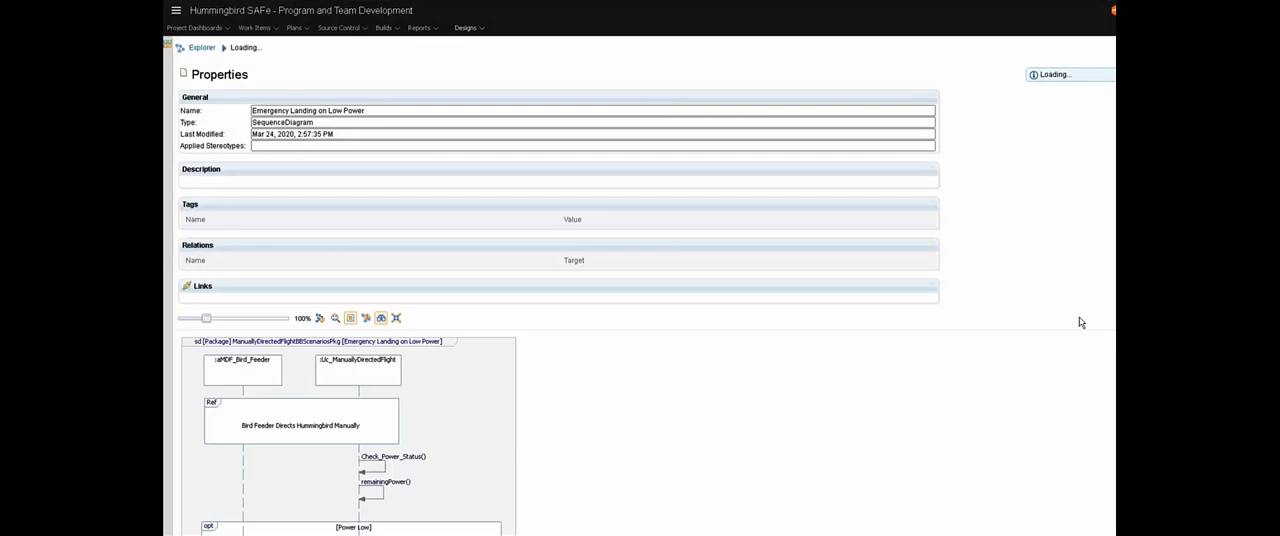 Hummingbird SAFe - Program and Team Development
Project Dashboards Work Items Plans Source Control Builds Reports Designs
Explorer Loading...
Properties
Loading...
General
Name: Emergency Landing on Low Power
Type: SequenceDiagram
Last Modified: Mar 24, 2020, 2:57:35 PM
Applied Stereotypes:
Description
Tags
Name Value
Relations
Name Target
Links
100%
sd [Package] ManuallyDirectedFlightBBScenariosPkg [Emergency Landing on Low Power]
:aMDF_Bird_Feeder :Uc_ManuallyDirectedFlight
Ref
Bird Feeder Directs Hummingbird Manually
Check_Power_Status()
remainingPower()
opt [Power Low]